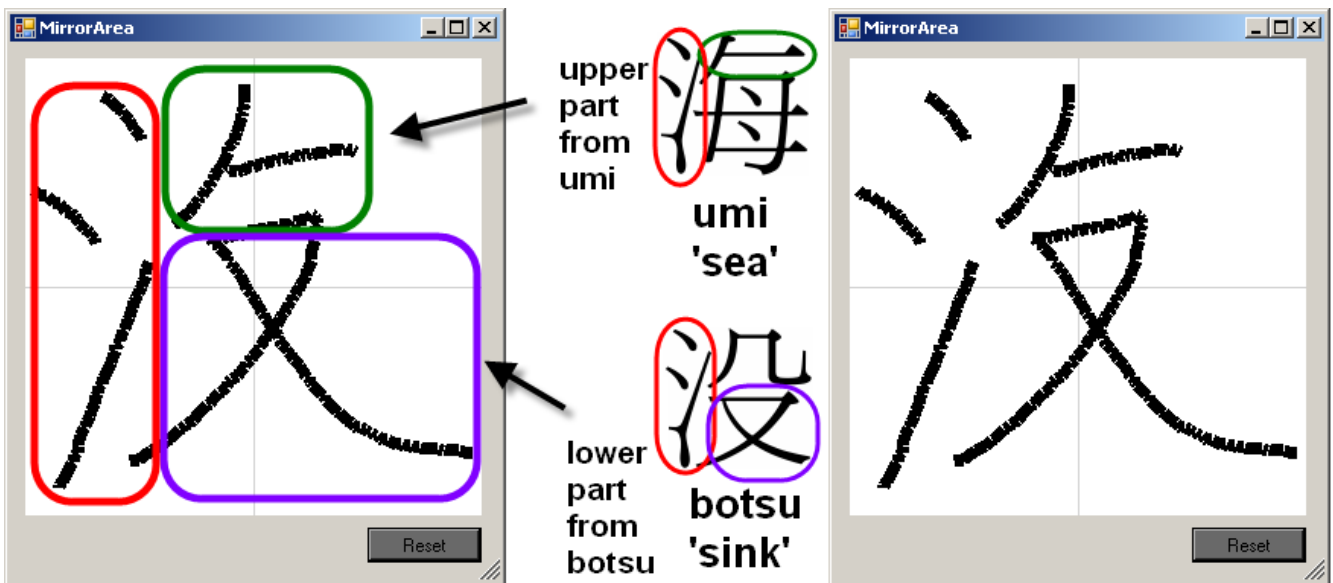 MirrorArea
Reset
upper
part
from
umi
海
umi
'sea'
没
lower
part
from
botsu
botsu
'sink'
MirrorArea
Reset